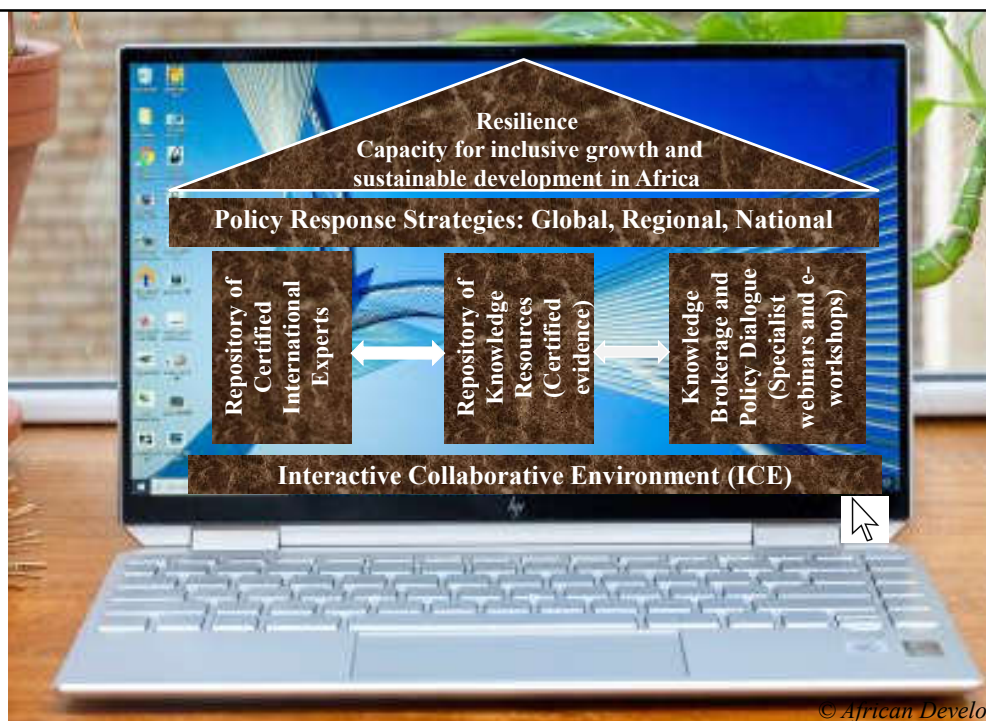 Resilience
Capacity for inclusive growth and
sustainable development in Africa
Policy Response Strategies: Global, Regional, National
Repository of
Certified
International
Experts
Repository of
Knowledge
Resources
(Certified
evidence)
Knowledge
Brokerage and
Policy Dialogue
(Specialist
webinars and e-
workshops)
Interactive Collaborative Environment (ICE)
hp
© African Develo